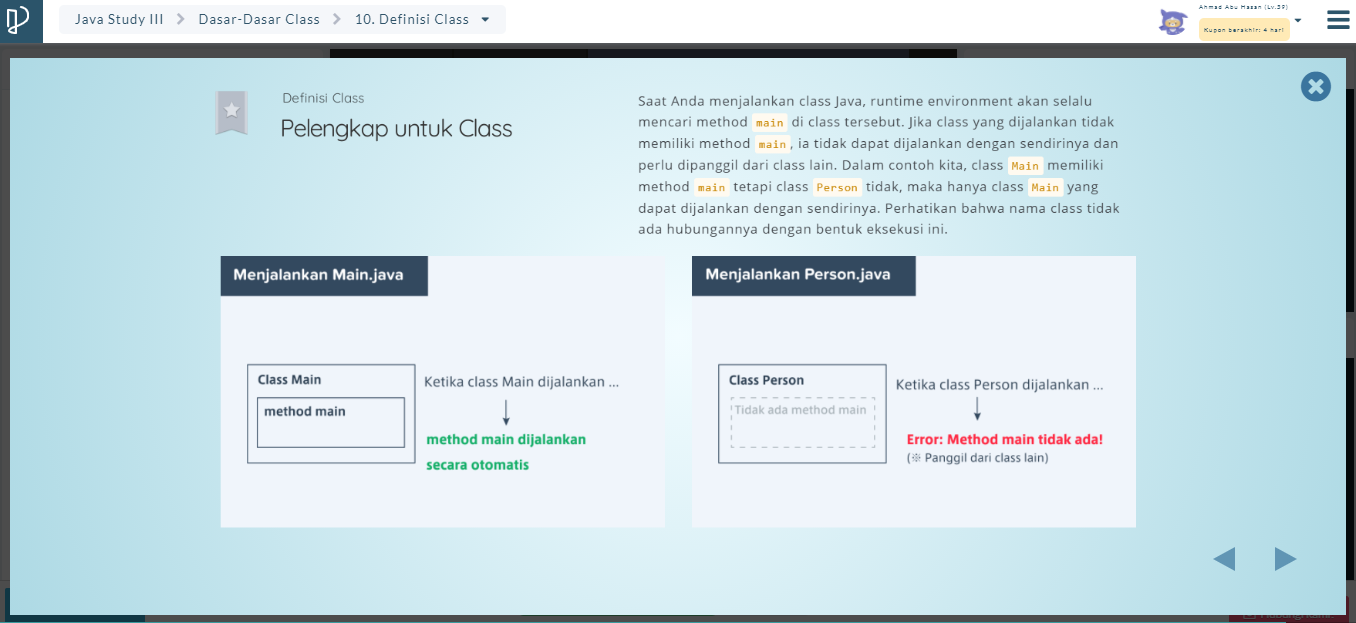 Java Study III
Dasar-Dasar Class
10. Definisi Class
Ahmad Abu Hasan (Lv.59)
Kupon berakhir: 4 hari
Definisi Class
Pelengkap untuk Class
Saat Anda menjalankan class Java, runtime environment akan selalu
mencari method main di class tersebut. Jika class yang dijalankan tidak
memiliki method main, ia tidak dapat dijalankan dengan sendirinya dan
perlu dipanggil dari class lain. Dalam contoh kita, class Main memiliki
method main tetapi class Person tidak, maka hanya class Main yang
dapat dijalankan dengan sendirinya. Perhatikan bahwa nama class tidak
ada hubungannya dengan bentuk eksekusi ini.
Menjalankan Main.java
Class Main
method main
Ketika class Main dijalankan ...
method main dijalankan
secara otomatis
Menjalankan Person.java
Class Person
Tidak ada method main
Ketika class Person dijalankan ...
Error: Method main tidak ada!
(※ Panggil dari class lain)